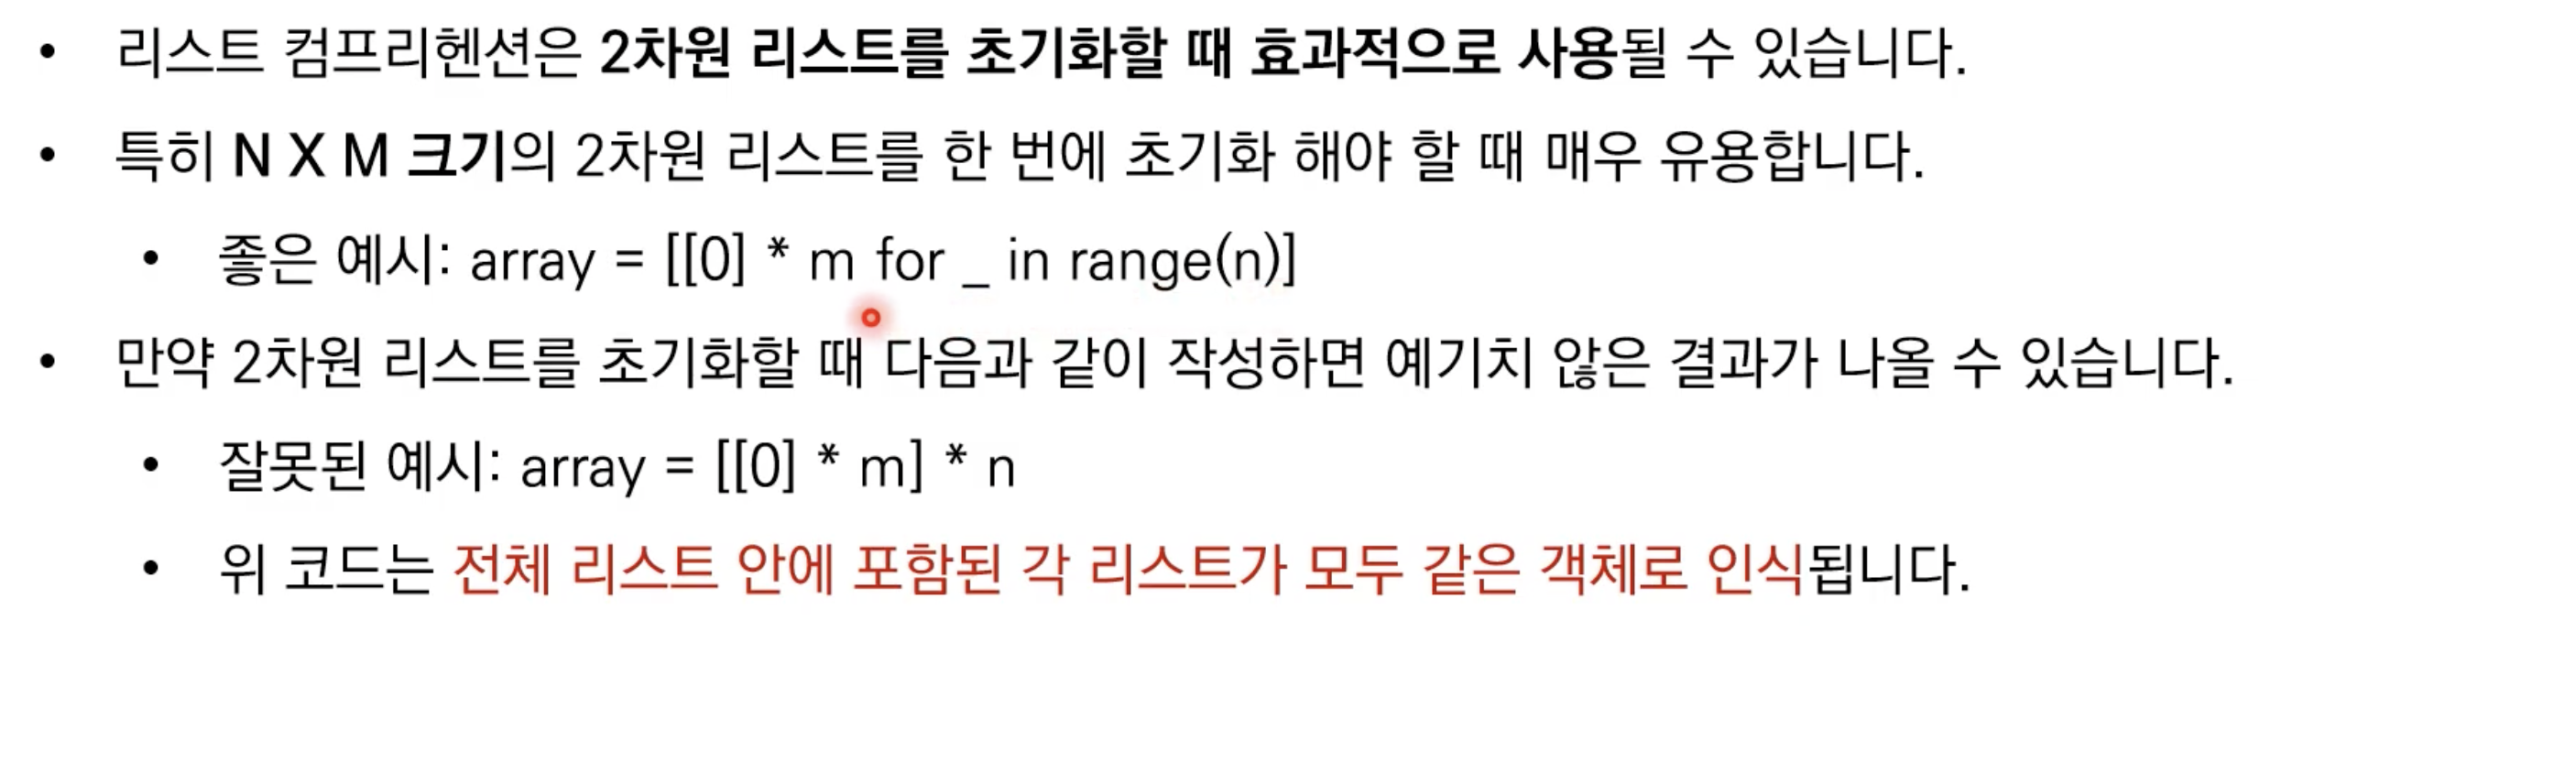 • 리스트 컴프리헨션은 2차원 리스트를 초기화할 때 효과적으로 사용될 수 있습니다.
• 특히 N X M 크기의 2차원 리스트를 한 번에 초기화 해야 할 때 매우 유용합니다.
• 좋은 예시: array = [[0] * m for _ in range(n)]
• 만약 2차원 리스트를 초기화할 때 다음과 같이 작성하면 예기치 않은 결과가 나올 수 있습니다.
• 잘못된 예시: array = [[0] * m] * n
• 위 코드는 전체 리스트 안에 포함된 각 리스트가 모두 같은 객체로 인식됩니다.